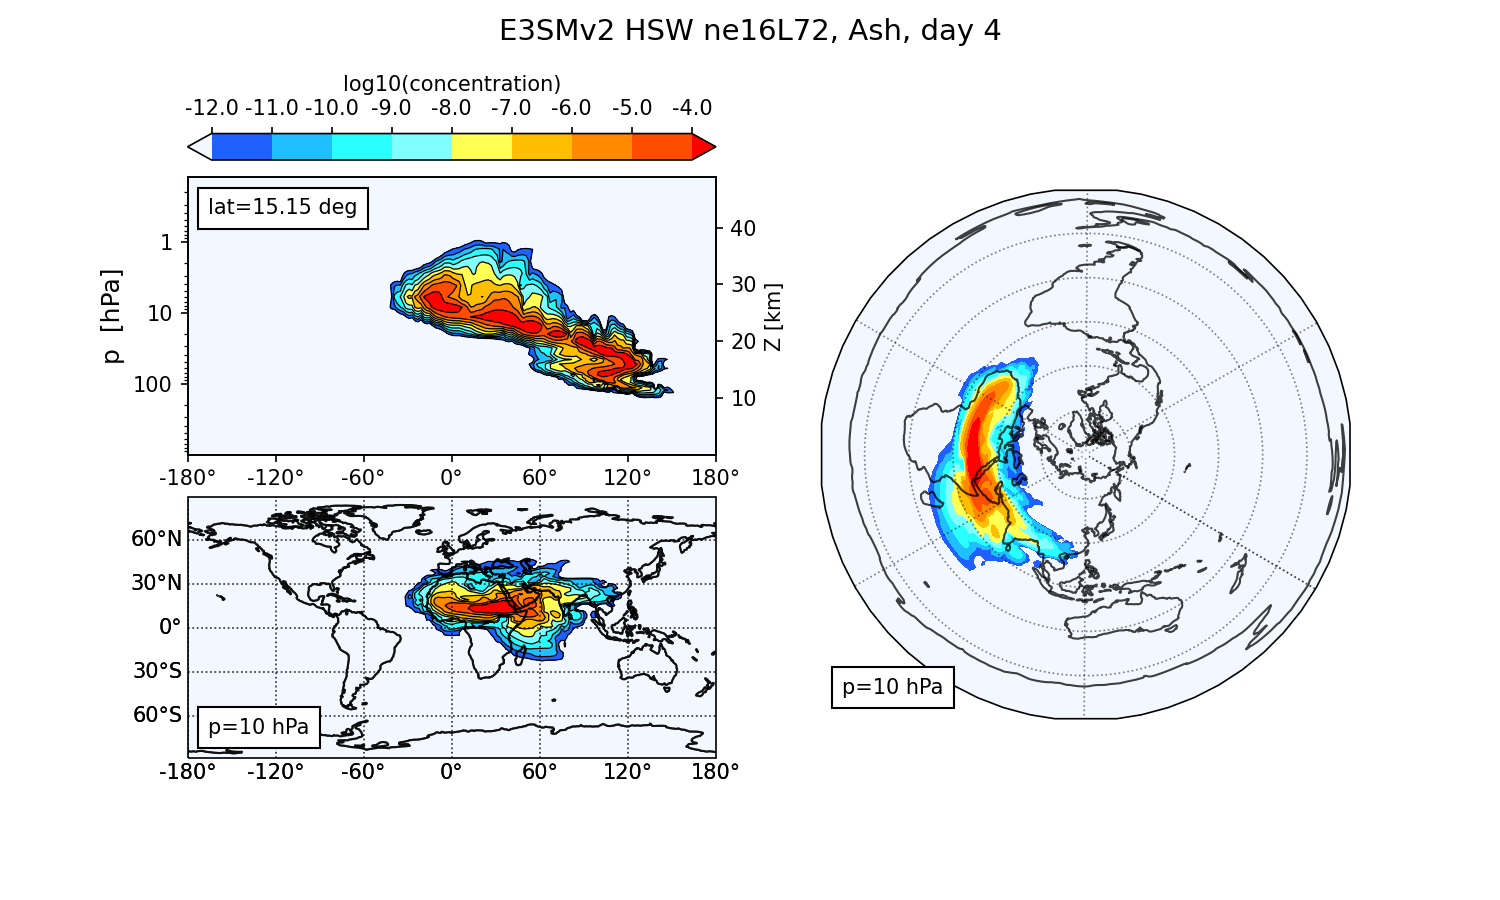 E3SMv2 HSW ne16L72, Ash, day 4
log10(concentration)
-12.0 -11.0 -10.0 -9.0 -8.0 -7.0 -6.0 -5.0 -4.0
lat=15.15 deg
1
10
100
p [hPa]
40
30
20
10
Z [km]
-180° -120° -60° 0° 60° 120° 180°
60°N
30°N
0°
30°S
60°S
p=10 hPa
-180° -120° -60° 0° 60° 120° 180°
p=10 hPa